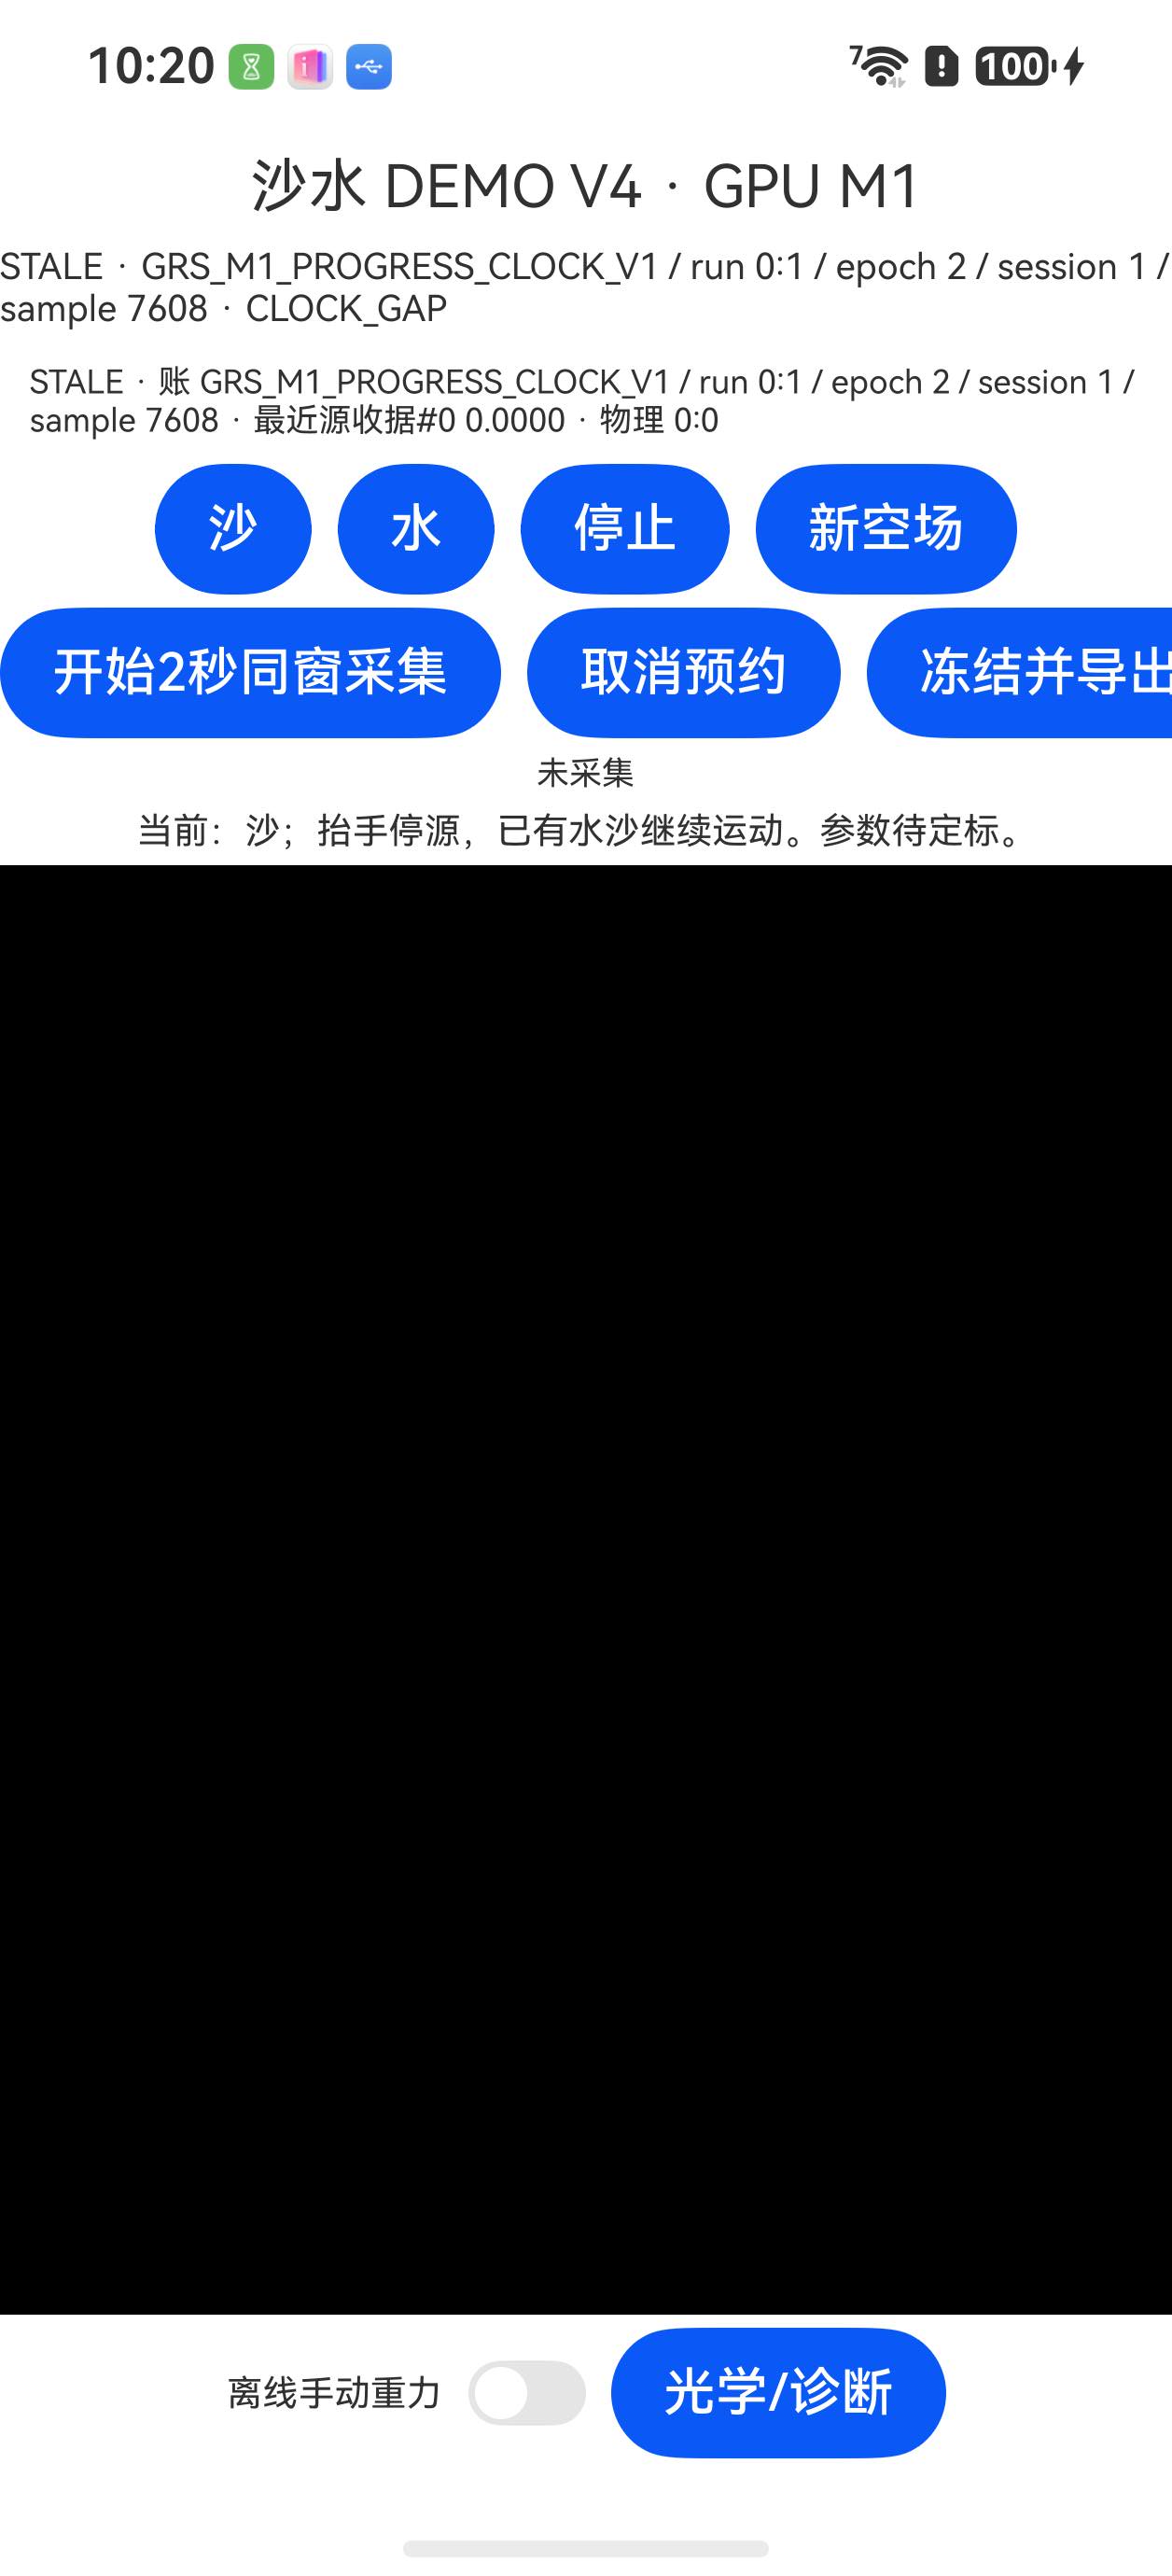 10:20
7
100
沙水 DEMO V4 · GPU M1
STALE · GRS_M1_PROGRESS_CLOCK_V1 / run 0:1 / epoch 2 / session 1 /
sample 7608 · CLOCK_GAP
STALE · 账 GRS_M1_PROGRESS_CLOCK_V1 / run 0:1 / epoch 2 / session 1 /
sample 7608 · 最近源收据#0 0.0000 · 物理 0:0
沙 水 停止 新空场
开始2秒同窗采集 取消预约 冻结并导出
未采集
当前：沙；抬手停源，已有水沙继续运动。参数待定标。
离线手动重力 光学/诊断